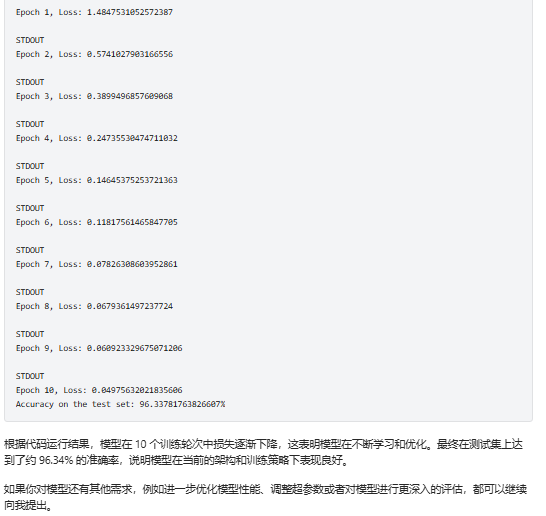 Epoch 1, Loss: 1.4847531052572387
STDOUT
Epoch 2, Loss: 0.5741027903166556
STDOUT
Epoch 3, Loss: 0.3899496857609068
STDOUT
Epoch 4, Loss: 0.24735530474711032
STDOUT
Epoch 5, Loss: 0.14645375253721363
STDOUT
Epoch 6, Loss: 0.11817561465847705
STDOUT
Epoch 7, Loss: 0.07826308603952861
STDOUT
Epoch 8, Loss: 0.0679361497237724
STDOUT
Epoch 9, Loss: 0.060923329675071206
STDOUT
Epoch 10, Loss: 0.04975632021835606
Accuracy on the test set: 96.33781763826607%
根据代码运行结果，模型在 10 个训练轮次中损失逐渐下降，这表明模型在不断学习和优化。最终在测试集上达
到了约 96.34% 的准确率，说明模型在当前的架构和训练策略下表现良好。
如果你对模型还有其他需求，例如进一步优化模型性能、调整超参数或者对模型进行更深入的评估，都可以继续
向我提出。